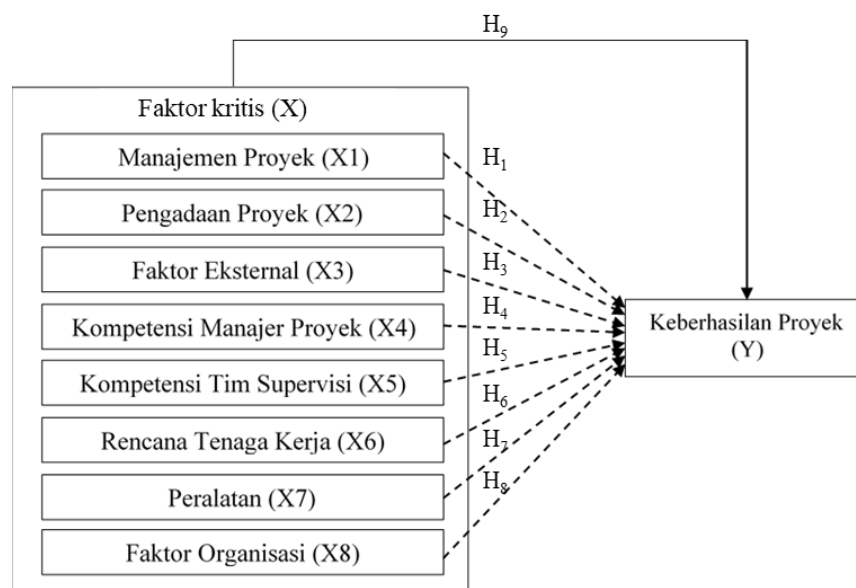 H₉
Faktor kritis (X)
Manajemen Proyek (X1)
H₁
Pengadaan Proyek (X2)
H₂
Faktor Eksternal (X3)
H₃
Kompetensi Manajer Proyek (X4)
H₄
Kompetensi Tim Supervisi (X5)
H₅
Rencana Tenaga Kerja (X6)
H₆
Peralatan (X7)
H₇
Faktor Organisasi (X8)
H₈
Keberhasilan Proyek
(Y)